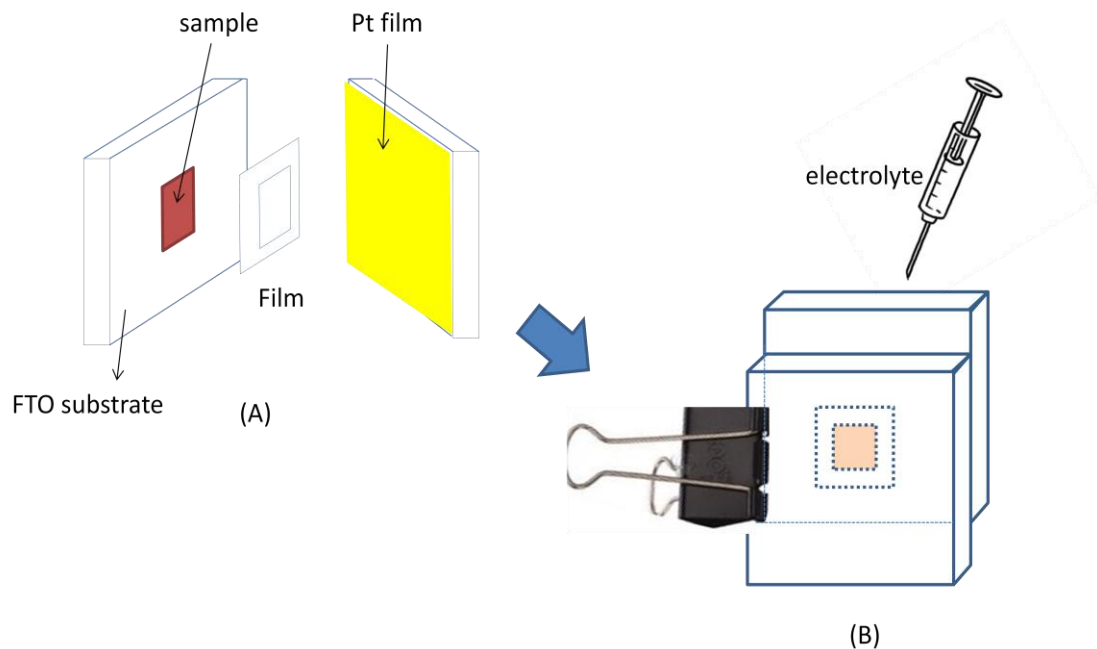 sample
Pt film
Film
FTO substrate
(A)
electrolyte
(B)